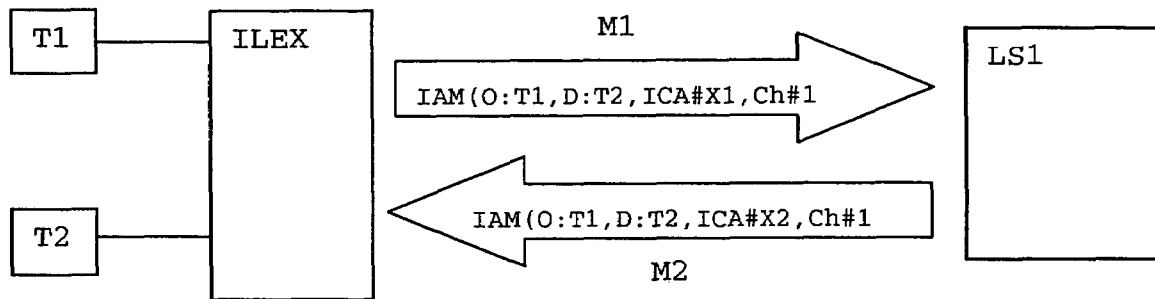 T1
ILEX
M1
LS1
IAM(O:T1,D:T2,ICA#X1,Ch#1
IAM(O:T1,D:T2,ICA#X2,Ch#1
T2
M2